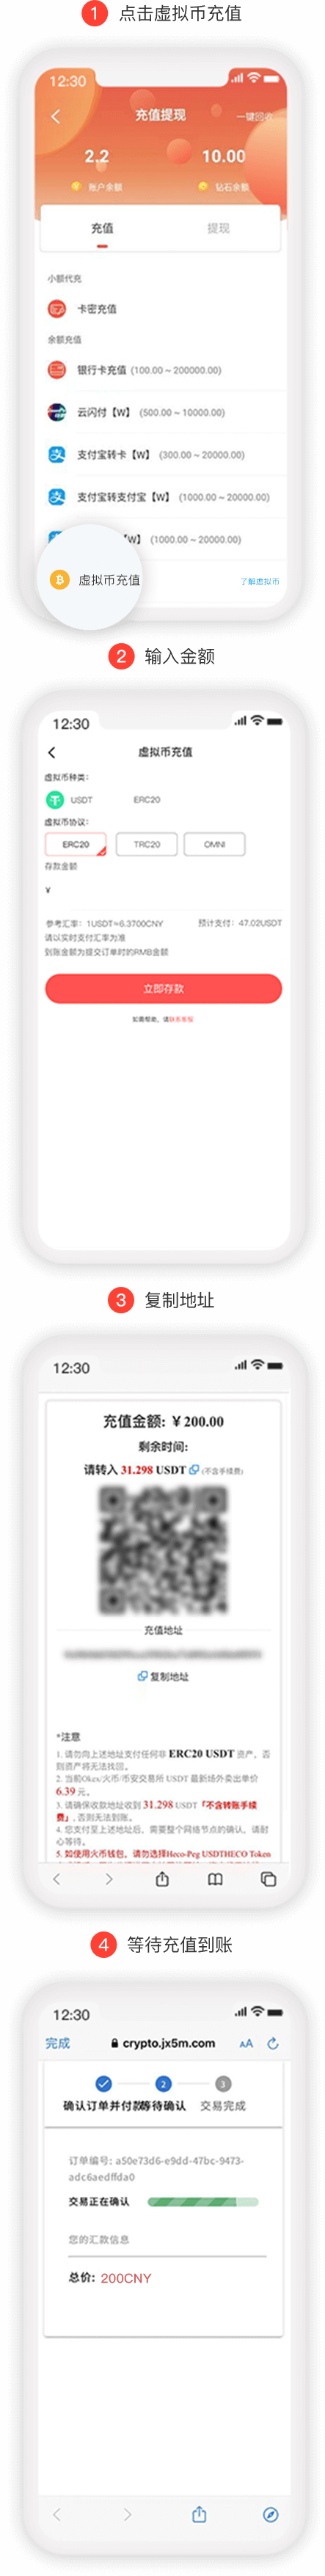 1 点击虚拟币充值
12:30
充值提现
一键回收
2.2
10.00
账户余额
钻石余额
充值
提现
小额代充
卡密充值
余额充值
银行卡充值 (100.00 ~ 200000.00)
云闪付【W】 (500.00 ~ 10000.00)
支付宝转卡【W】 (300.00 ~ 20000.00)
支付宝转支付宝【W】 (1000.00 ~ 20000.00)
W】 (1000.00 ~ 20000.00)
虚拟币充值
了解虚拟币
2 输入金额
12:30
虚拟币充值
虚拟币种类:
USDT ERC20
虚拟币协议:
ERC20 TRC20 OMNI
存款金额
¥
参考汇率: 1USDT≈6.3700CNY 预计支付: 47.02USDT
请以实时支付汇率为准
到账金额为提交订单时的RMB金额
立即存款
如需帮助, 请联系客服
3 复制地址
12:30
充值金额: ¥ 200.00
剩余时间:
请转入 31.298 USDT (不含手续费)
充值地址
复制地址
*注意
1. 请勿向上述地址支付任何非 ERC20 USDT 资产, 否
则资产将无法找回。
2. 当前Okex/火币/币安交易所 USDT 最新场外卖出单价
6.39 元。
3. 请确保收款地址收到 31.298 USDT「不含转账手续
费」, 否则无法到账。
4. 您支付至上述地址后, 需要整个网络节点的确认, 请耐
心等待。
5. 如使用火币钱包, 请勿选择Heco-Peg USDTHECO Token
4 等待充值到账
12:30
完成 crypto.jx5m.com AA
2 3
确认订单并付款 等待确认 交易完成
订单编号: a50e73d6-e9dd-47bc-9473-
adc6aedffda0
交易正在确认
您的汇款信息
总价: 200CNY